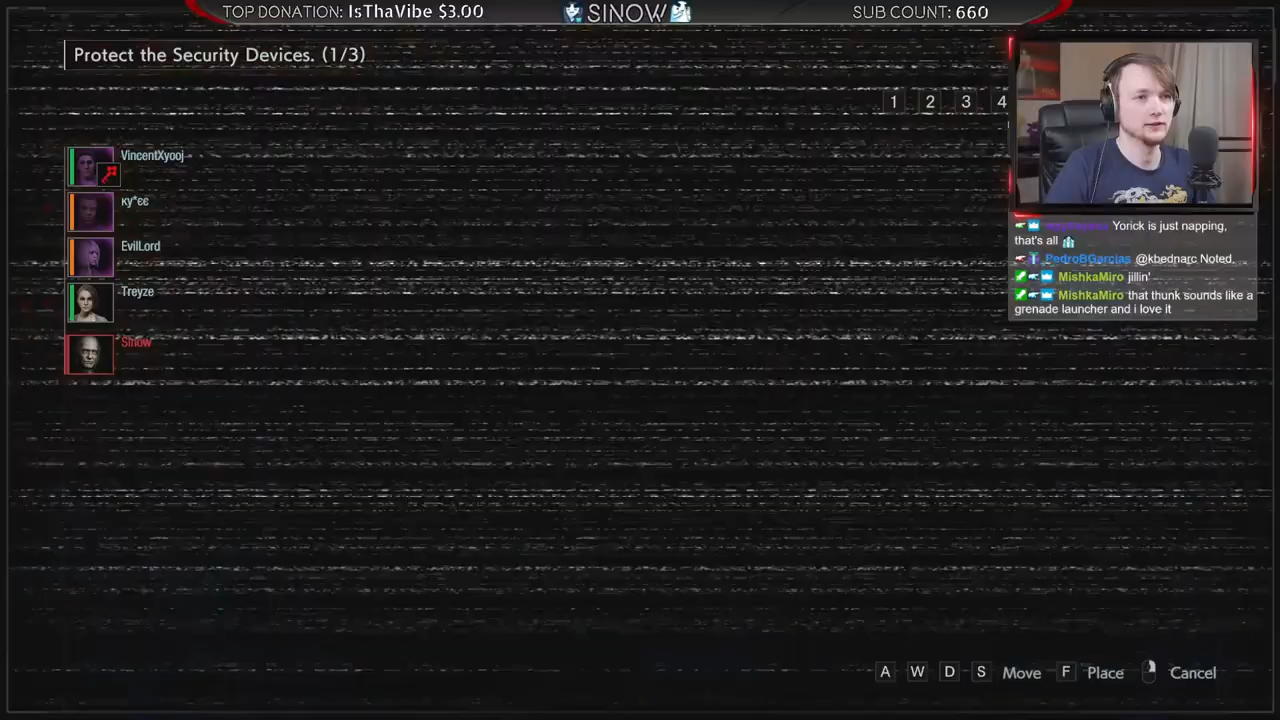 TOP DONATION: IsThaVibe $3.00
SINOW
SUB COUNT: 660
Protect the Security Devices. (1/3)
1 2 3 4
VincentXyooj
ку*єє
EvilLord
Treyze
Sinow
Yorick is just napping,
that's all
PedroBGarcias @kbednarc Noted.
MishkaMiro jillin'
MishkaMiro that thunk sounds like a
grenade launcher and i love it
A W D S Move F Place Cancel